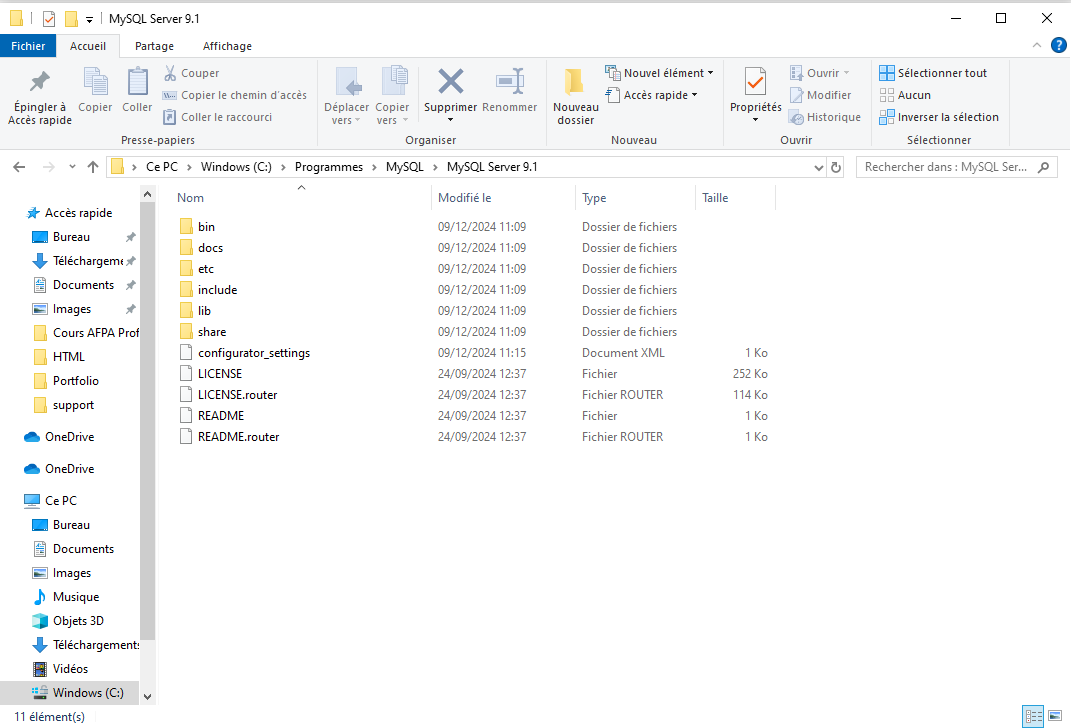 MySQL Server 9.1
Fichier Accueil Partage Affichage
Épingler à Accès rapide
Copier
Coller
Couper
Copier le chemin d'accès
Coller le raccourci
Presse-papiers
Déplacer vers
Copier vers
Supprimer
Renommer
Organiser
Nouveau dossier
Nouvel élément
Accès rapide
Nouveau
Propriétés
Ouvrir
Modifier
Historique
Ouvrir
Sélectionner tout
Aucun
Inverser la sélection
Sélectionner
Ce PC > Windows (C:) > Programmes > MySQL > MySQL Server 9.1
Rechercher dans : MySQL Ser...
Accès rapide
Bureau
Téléchargeme
Documents
Images
Cours AFPA Prof
HTML
Portfolio
support
OneDrive
OneDrive
Ce PC
Bureau
Documents
Images
Musique
Objets 3D
Téléchargements
Vidéos
Windows (C:)
Nom Modifié le Type Taille
bin 09/12/2024 11:09 Dossier de fichiers
docs 09/12/2024 11:09 Dossier de fichiers
etc 09/12/2024 11:09 Dossier de fichiers
include 09/12/2024 11:09 Dossier de fichiers
lib 09/12/2024 11:09 Dossier de fichiers
share 09/12/2024 11:09 Dossier de fichiers
configurator_settings 09/12/2024 11:15 Document XML 1 Ko
LICENSE 24/09/2024 12:37 Fichier 252 Ko
LICENSE.router 24/09/2024 12:37 Fichier ROUTER 114 Ko
README 24/09/2024 12:37 Fichier 1 Ko
README.router 24/09/2024 12:37 Fichier ROUTER 1 Ko
11 élément(s)